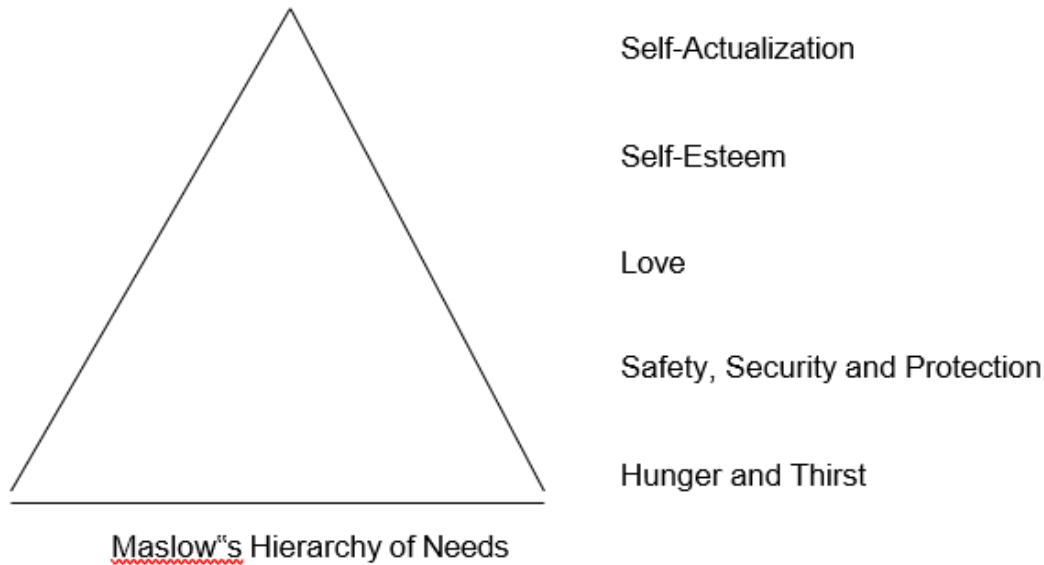 Self-Actualization
Self-Esteem
Love
Safety, Security and Protection
Hunger and Thirst
Maslow‟s Hierarchy of Needs